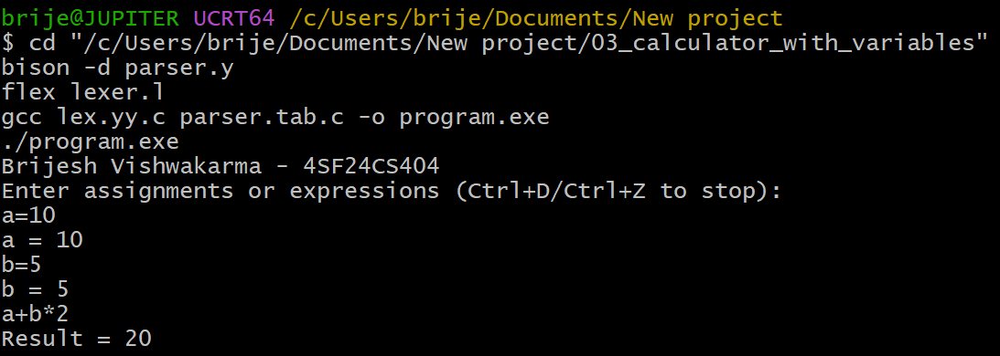 brije@JUPITER UCRT64 /c/Users/brije/Documents/New project
$ cd "/c/Users/brije/Documents/New project/03_calculator_with_variables"
bison -d parser.y
flex lexer.l
gcc lex.yy.c parser.tab.c -o program.exe
./program.exe
Brijesh Vishwakarma - 4SF24CS404
Enter assignments or expressions (Ctrl+D/Ctrl+Z to stop):
a=10
a = 10
b=5
b = 5
a+b*2
Result = 20